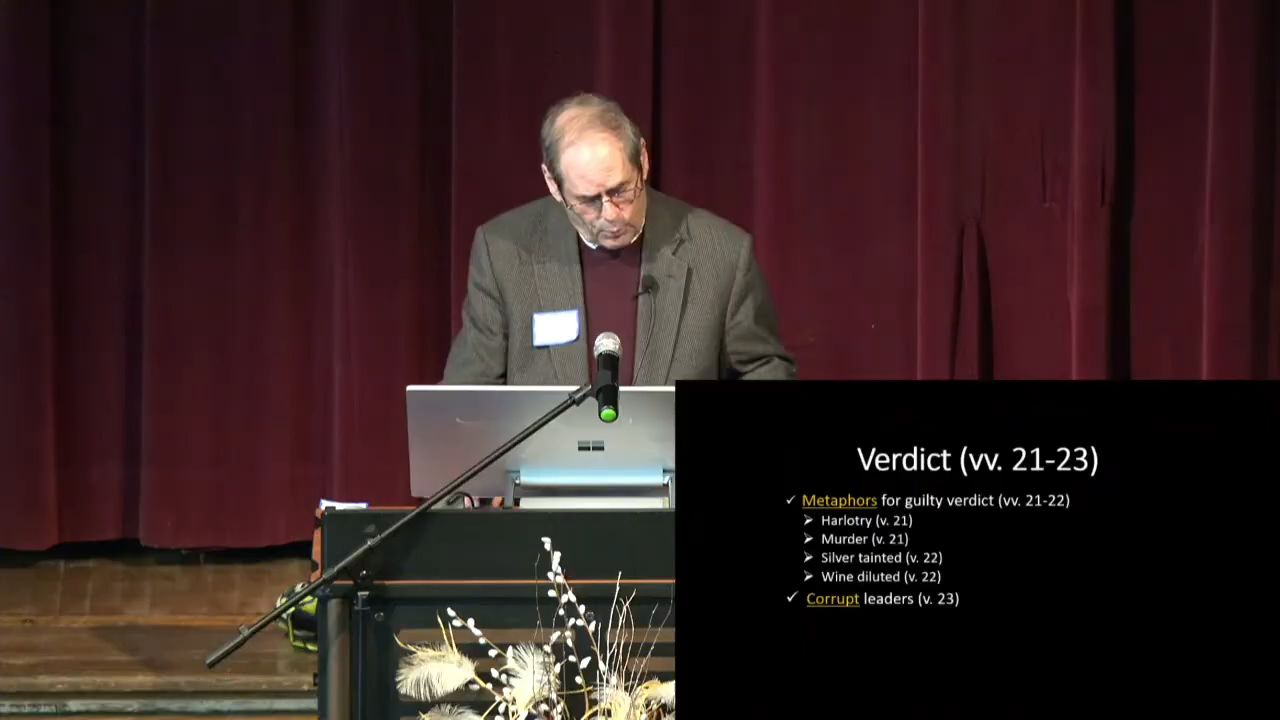 Verdict (vv. 21-23)
✓ Metaphors for guilty verdict (vv. 21-22)
➢ Harlotry (v. 21)
➢ Murder (v. 21)
➢ Silver tainted (v. 22)
➢ Wine diluted (v. 22)
✓ Corrupt leaders (v. 23)